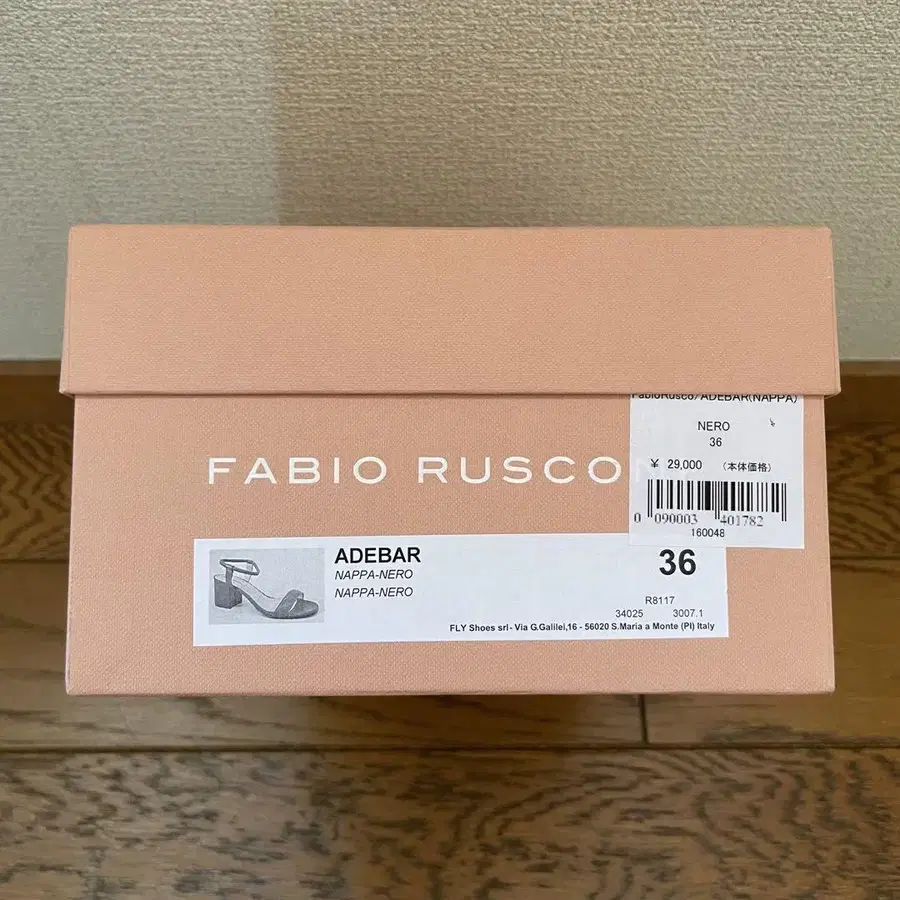 FabioRusco/ADEBAR(NAPPA)
NERO
36
¥ 29,000 (本体価格)
0 090003 401782
160048
FABIO RUSCON
ADEBAR
NAPPA-NERO
NAPPA-NERO
36
R8117
34025 3007.1
FLY Shoes srl- Via G.Galilei,16 - 56020 S.Maria a Monte (PI) Italy